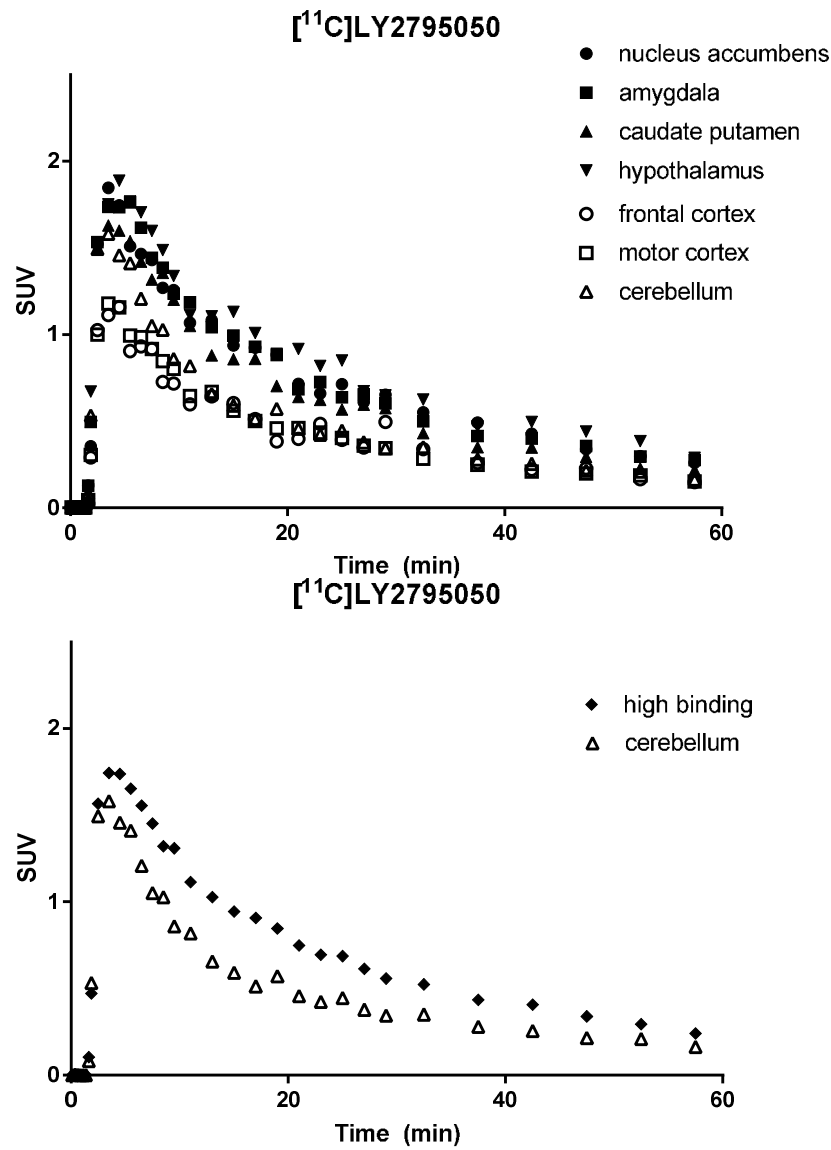 [¹¹C]LY2795050
nucleus accumbens
amygdala
caudate putamen
hypothalamus
frontal cortex
motor cortex
cerebellum
SUV
2
1
0
0 20 40 60
Time (min)
[¹¹C]LY2795050
high binding
cerebellum
SUV
2
1
0
0 20 40 60
Time (min)